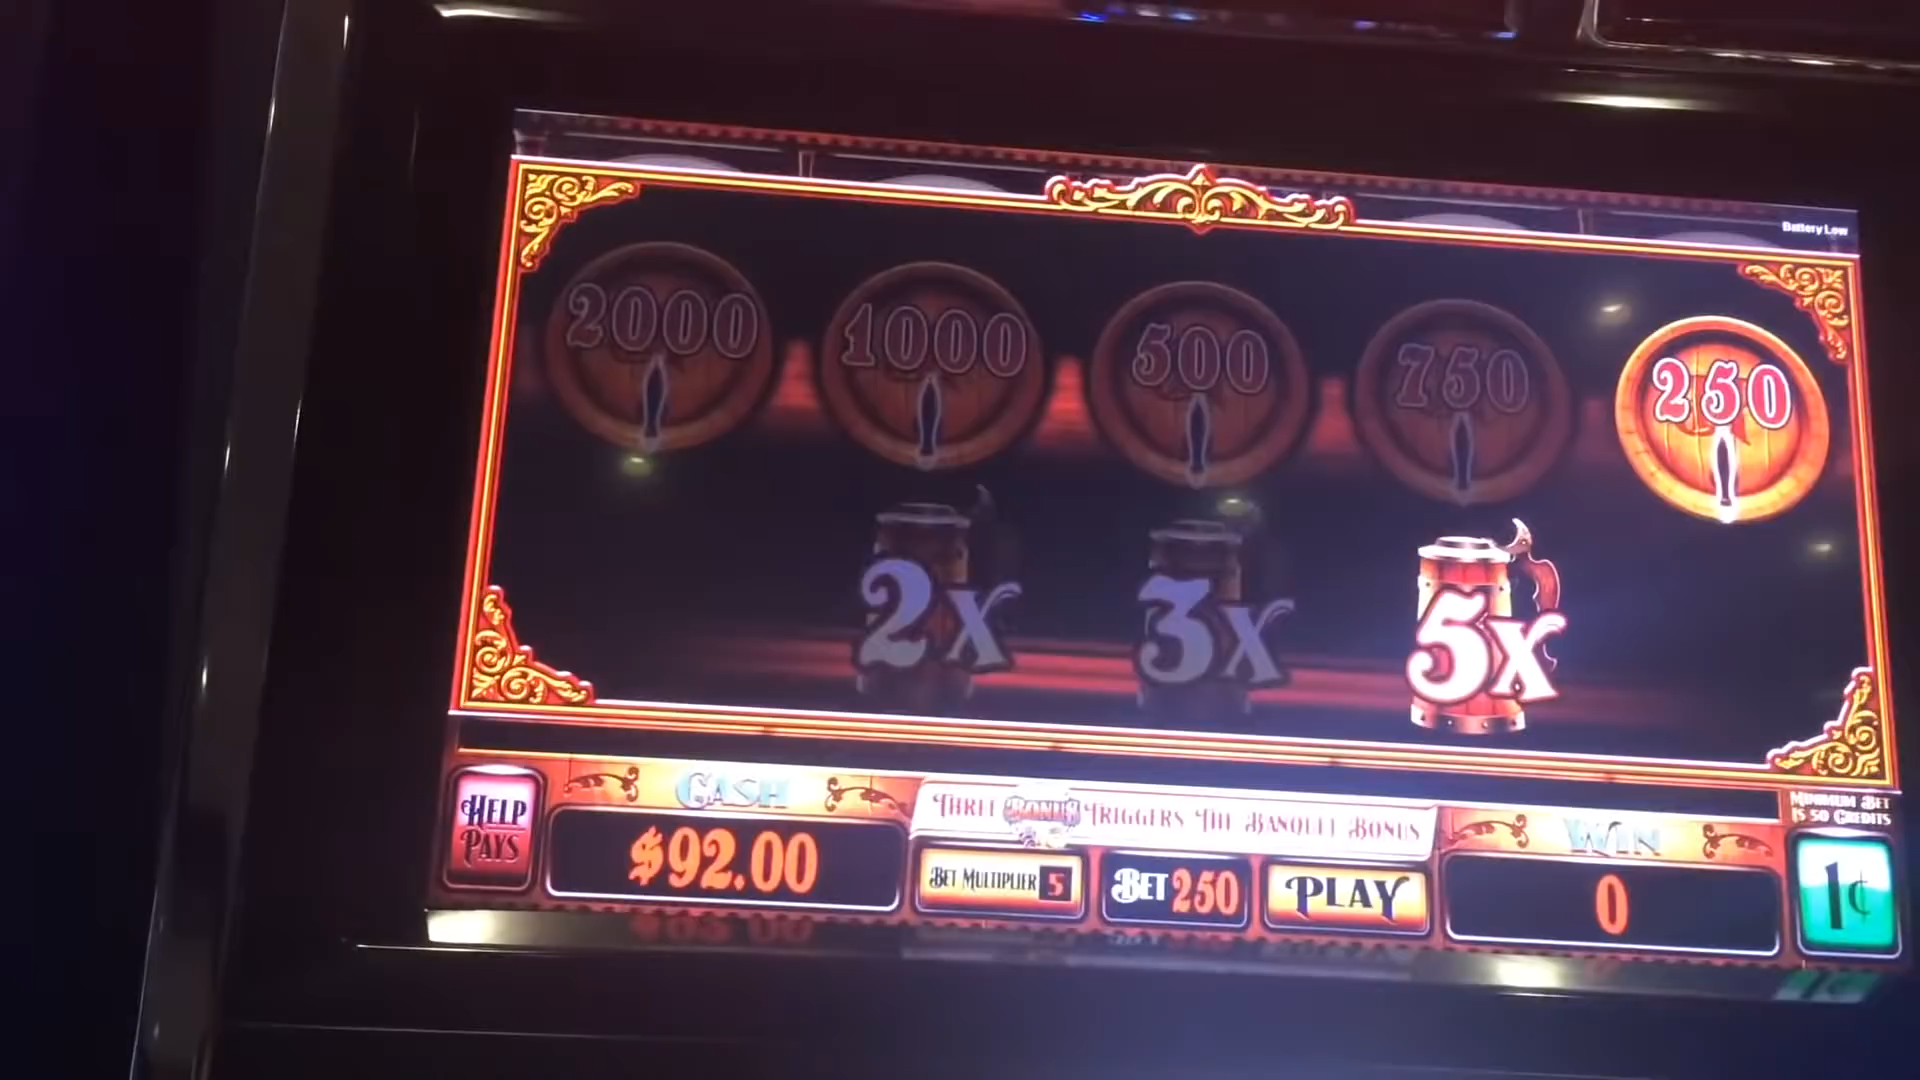 Battery Low
2000
1000
500
750
250
2x
3x
5x
HELP
PAYS
CASH
$92.00
THREE BONUS TRIGGERS THE BANQUET BONUS
BET MULTIPLIER 5
BET 250
PLAY
WIN
0
MINIMUM BET
IS 50 CREDITS
1¢